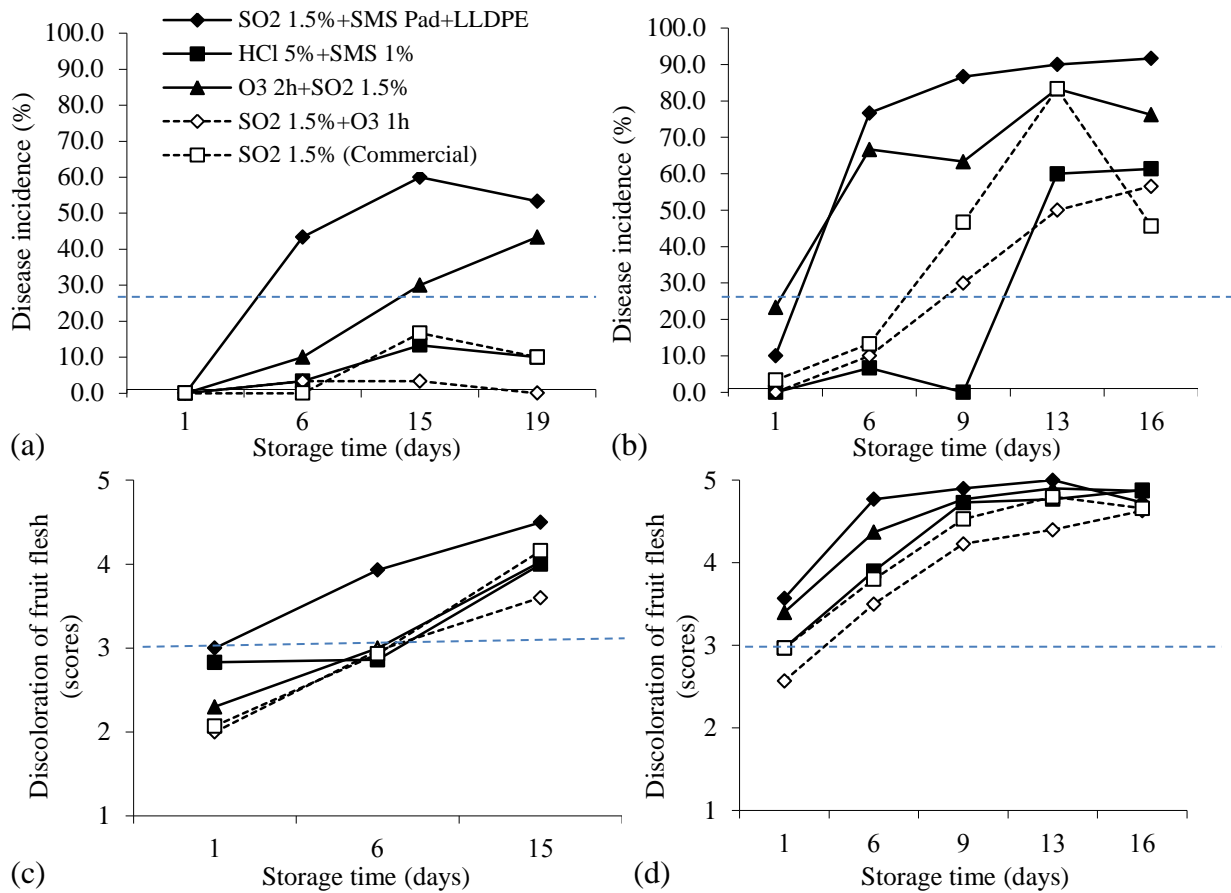 SO2 1.5%+SMS Pad+LLDPE
HCl 5%+SMS 1%
O3 2h+SO2 1.5%
SO2 1.5%+O3 1h
SO2 1.5% (Commercial)
Disease incidence (%)
100.0
90.0
80.0
70.0
60.0
50.0
40.0
30.0
20.0
10.0
0.0
1 6 15 19
Storage time (days)
(a)
Disease incidence (%)
100.0
90.0
80.0
70.0
60.0
50.0
40.0
30.0
20.0
10.0
0.0
1 6 9 13 16
Storage time (days)
(b)
Discoloration of fruit flesh
(scores)
5
4
3
2
1
1 6 15
Storage time (days)
(c)
Discoloration of fruit flesh
(scores)
5
4
3
2
1
1 6 9 13 16
Storage time (days)
(d)